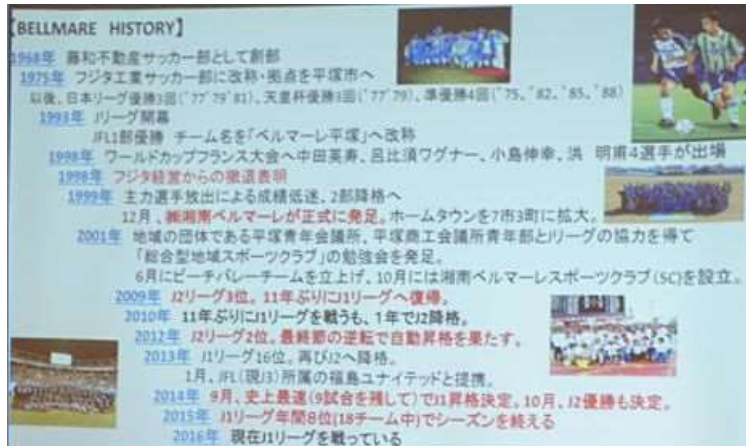 【BELLMARE HISTORY】
1968年 藤和不動産サッカー部として創部
1975年 フジタ工業サッカー部に改称・拠点を平塚市へ
以後、日本リーグ優勝3回('77'79'81)、天皇杯優勝3回('77'79)、準優勝4回('75、'82、'85、'88)
1993年 Jリーグ開幕
JFL1部優勝 チーム名を「ベルマーレ平塚」へ改称
1998年 ワールドカップフランス大会へ中田英寿、呂比須ワグナー、小島伸幸、洪 明甫4選手が出場
1998年 フジタ経営からの撤退表明
1999年 主力選手放出による成績低迷、2部降格へ
12月、㈱湘南ベルマーレが正式に発足。ホームタウンを7市3町に拡大。
2001年 地域の団体である平塚青年会議所、平塚商工会議所青年部とJリーグの協力を得て
「総合型地域スポーツクラブ」の勉強会を発足。
6月にビーチバレーチームを立上げ、10月には湘南ベルマーレスポーツクラブ(SC)を設立。
2009年 J2リーグ3位。11年ぶりにJ1リーグへ復帰。
2010年 11年ぶりにJ1リーグを戦うも、1年でJ2降格。
2012年 J2リーグ2位。最終節の逆転で自動昇格を果たす。
2013年 J1リーグ16位。再びJ2へ降格。
1月、JFL(現J3)所属の福島ユナイテッドと提携。
2014年 9月、史上最速(9試合を残して)でJ1昇格決定。10月、J2優勝も決定。
2015年 J1リーグ年間8位(18チーム中)でシーズンを終える
2016年 現在J1リーグを戦っている